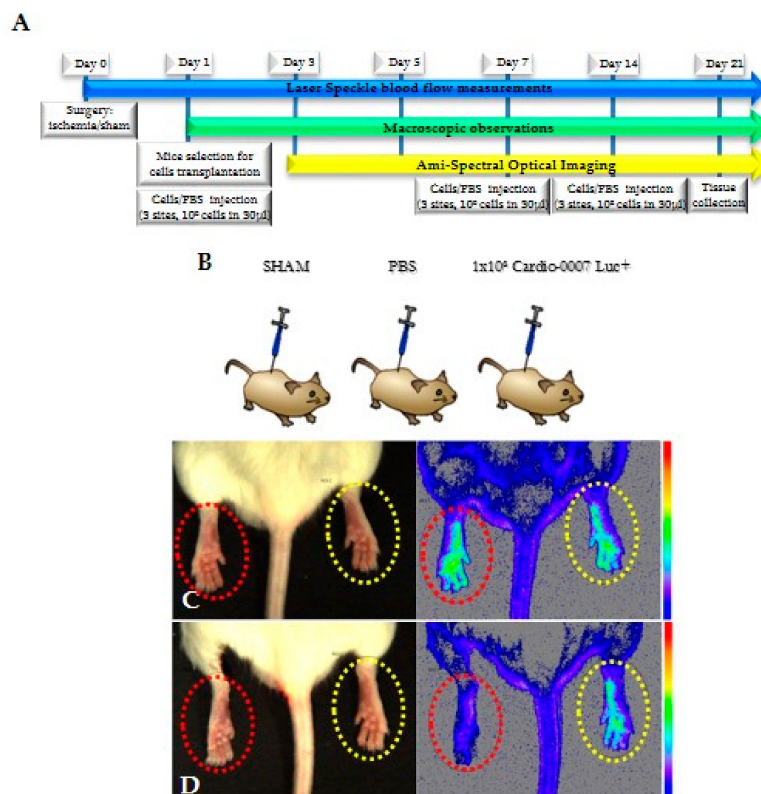 A
Day 0 Day 1 Day 3 Day 5 Day 7 Day 14 Day 21
Laser Speckle blood flow measurements
Surgery:
ischemia/sham
Macroscopic observations
Mice selection for
cells transplantation
Ami-Spectral Optical Imaging
Cells/PBS injection
(3 sites, 10⁶ cells in 30µl)
Cells/PBS injection
(3 sites, 10⁶ cells in 30µl)
Cells/PBS injection
(3 sites, 10⁶ cells in 30µl)
Tissue
collection
B
SHAM PBS 1x10⁶ Cardio-0007 Luc+
C
D